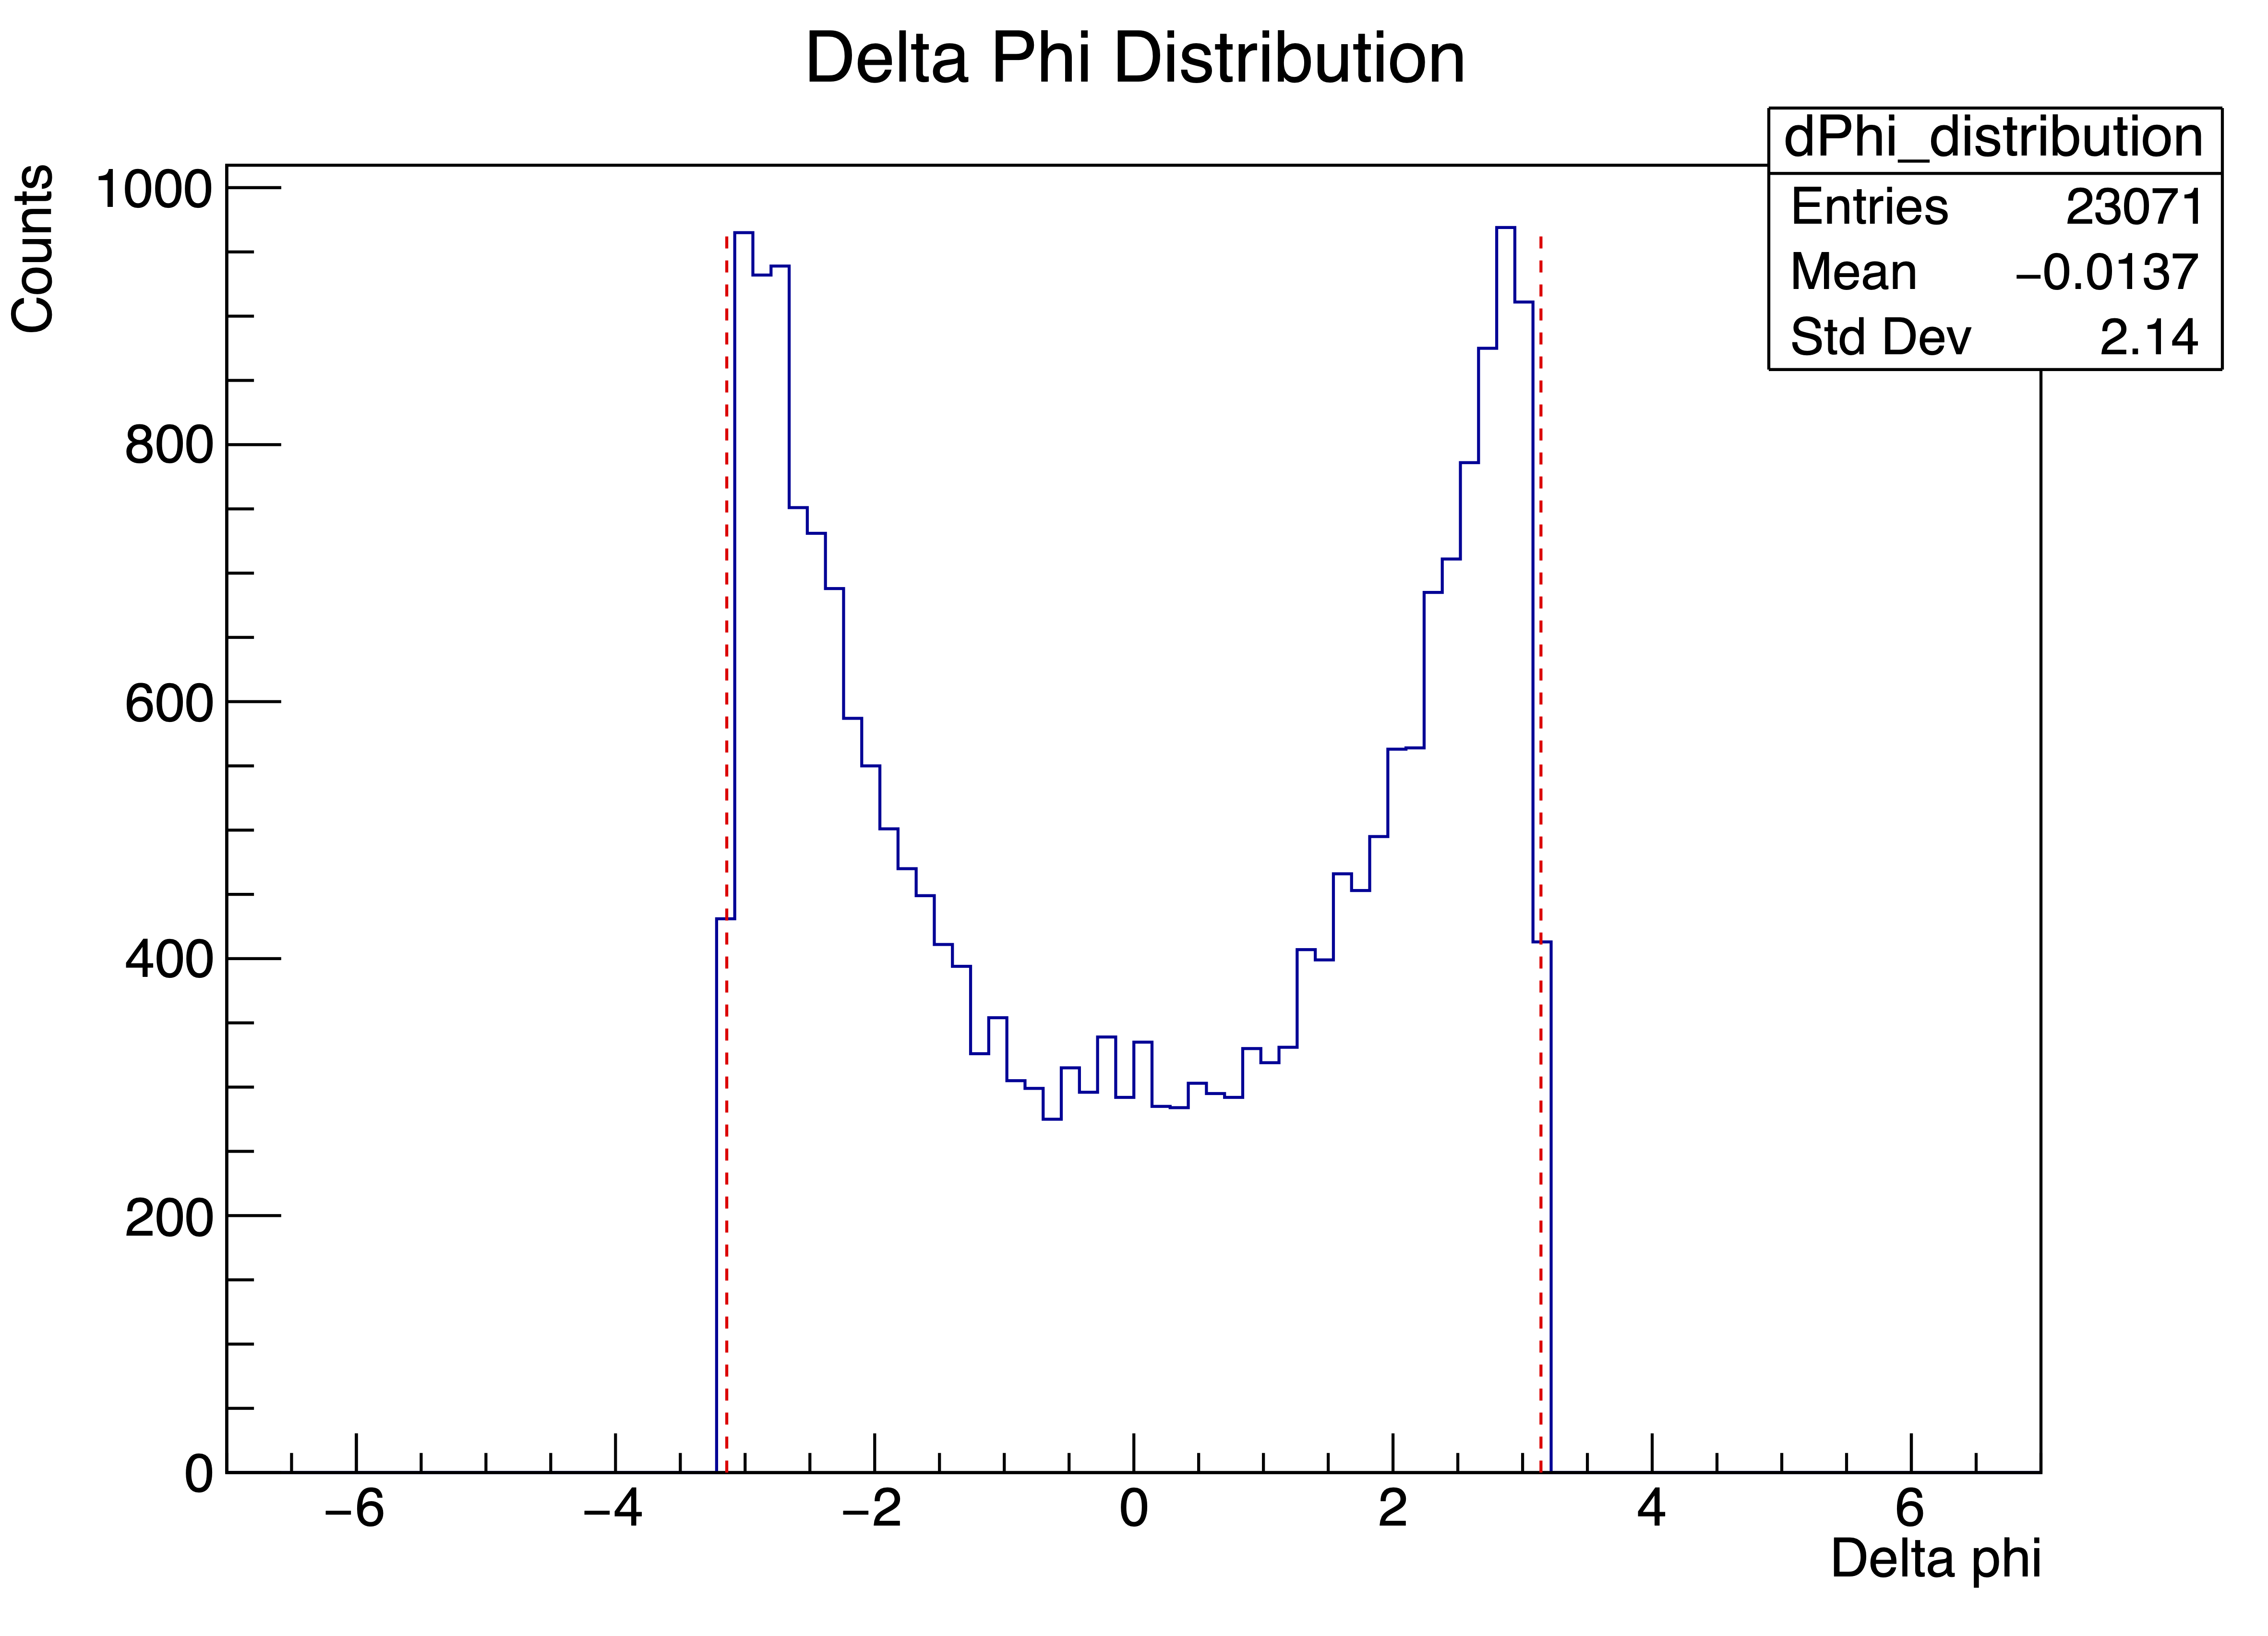 Delta Phi Distribution
dPhi_distribution
Entries 23071
Mean −0.0137
Std Dev 2.14
Counts
1000
800
600
400
200
0
−6 −4 −2 0 2 4 6
Delta phi